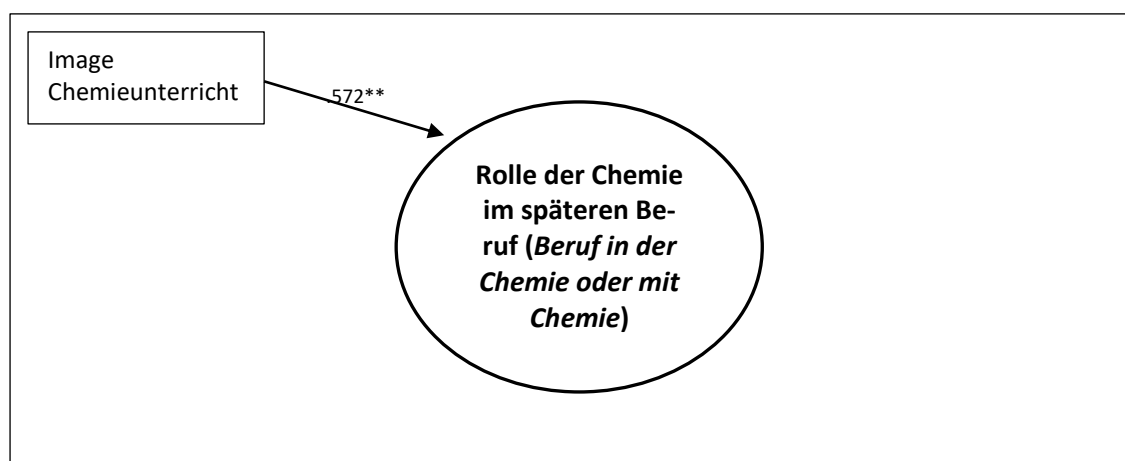 Image
Chemieunterricht
.572**
Rolle der Chemie
im späteren Be-
ruf (Beruf in der
Chemie oder mit
Chemie)